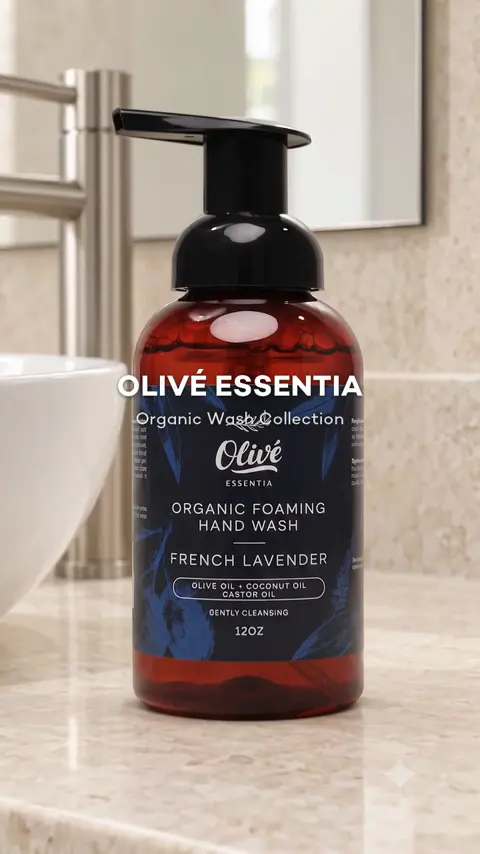 OLIVÉ ESSENTIA
Organic Wash Collection
Olivé
ESSENTIA
ORGANIC FOAMING
HAND WASH
FRENCH LAVENDER
OLIVE OIL + COCONUT OIL
CASTOR OIL
GENTLY CLEANSING
12OZ